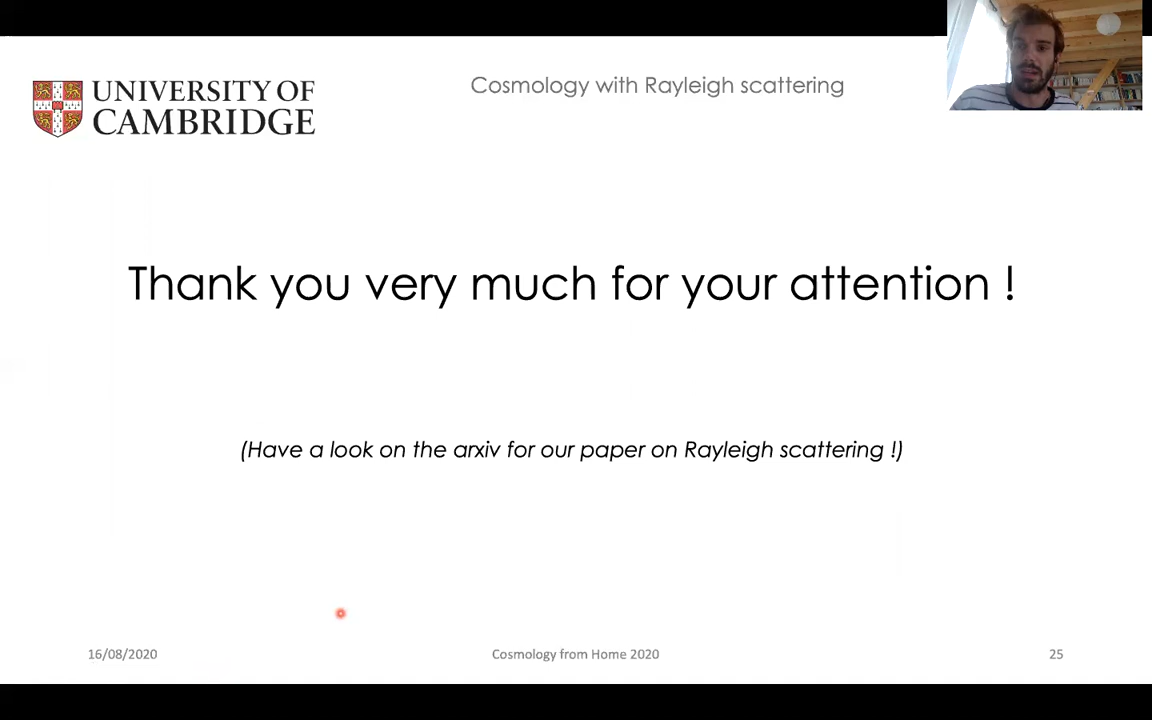 UNIVERSITY OF
CAMBRIDGE
Cosmology with Rayleigh scattering
Thank you very much for your attention !
(Have a look on the arxiv for our paper on Rayleigh scattering !)
16/08/2020
Cosmology from Home 2020
25